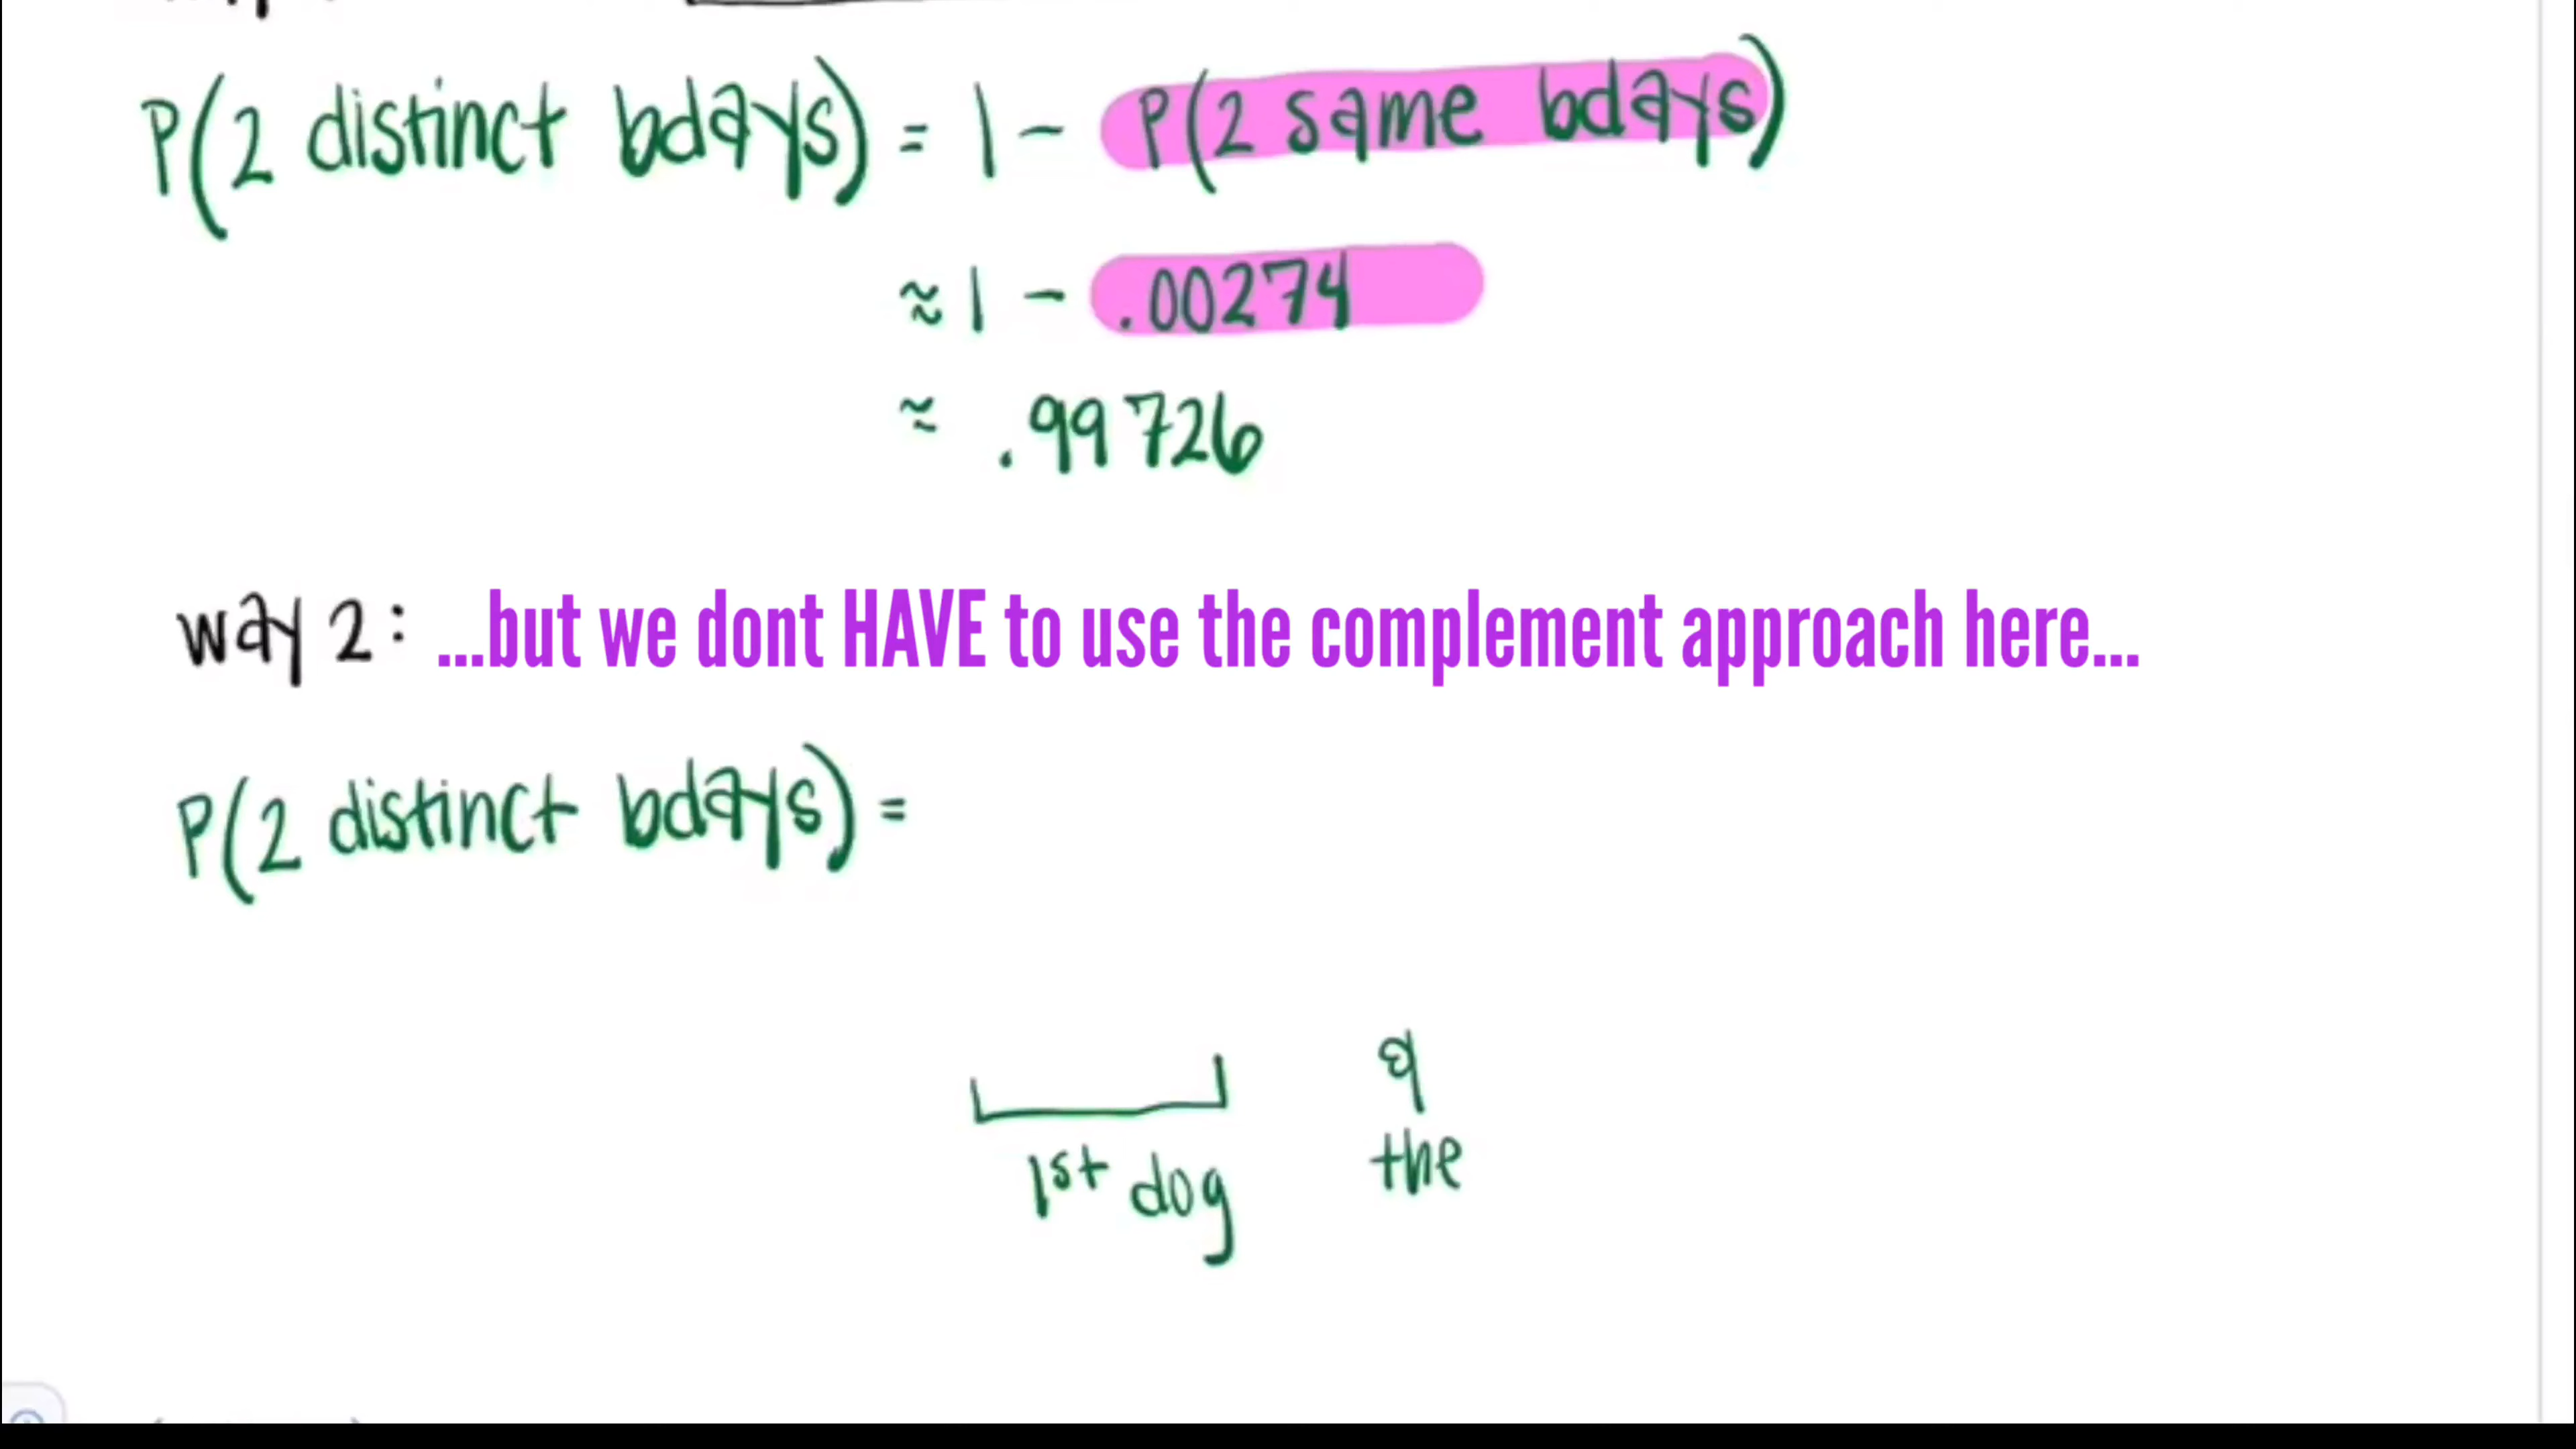 P(2 distinct bdays) = 1 - P(2 same bdays)
≈ 1 - .00274
≈ .99726
way 2: ...but we dont HAVE to use the complement approach here...
P(2 distinct bdays) =
1st dog the